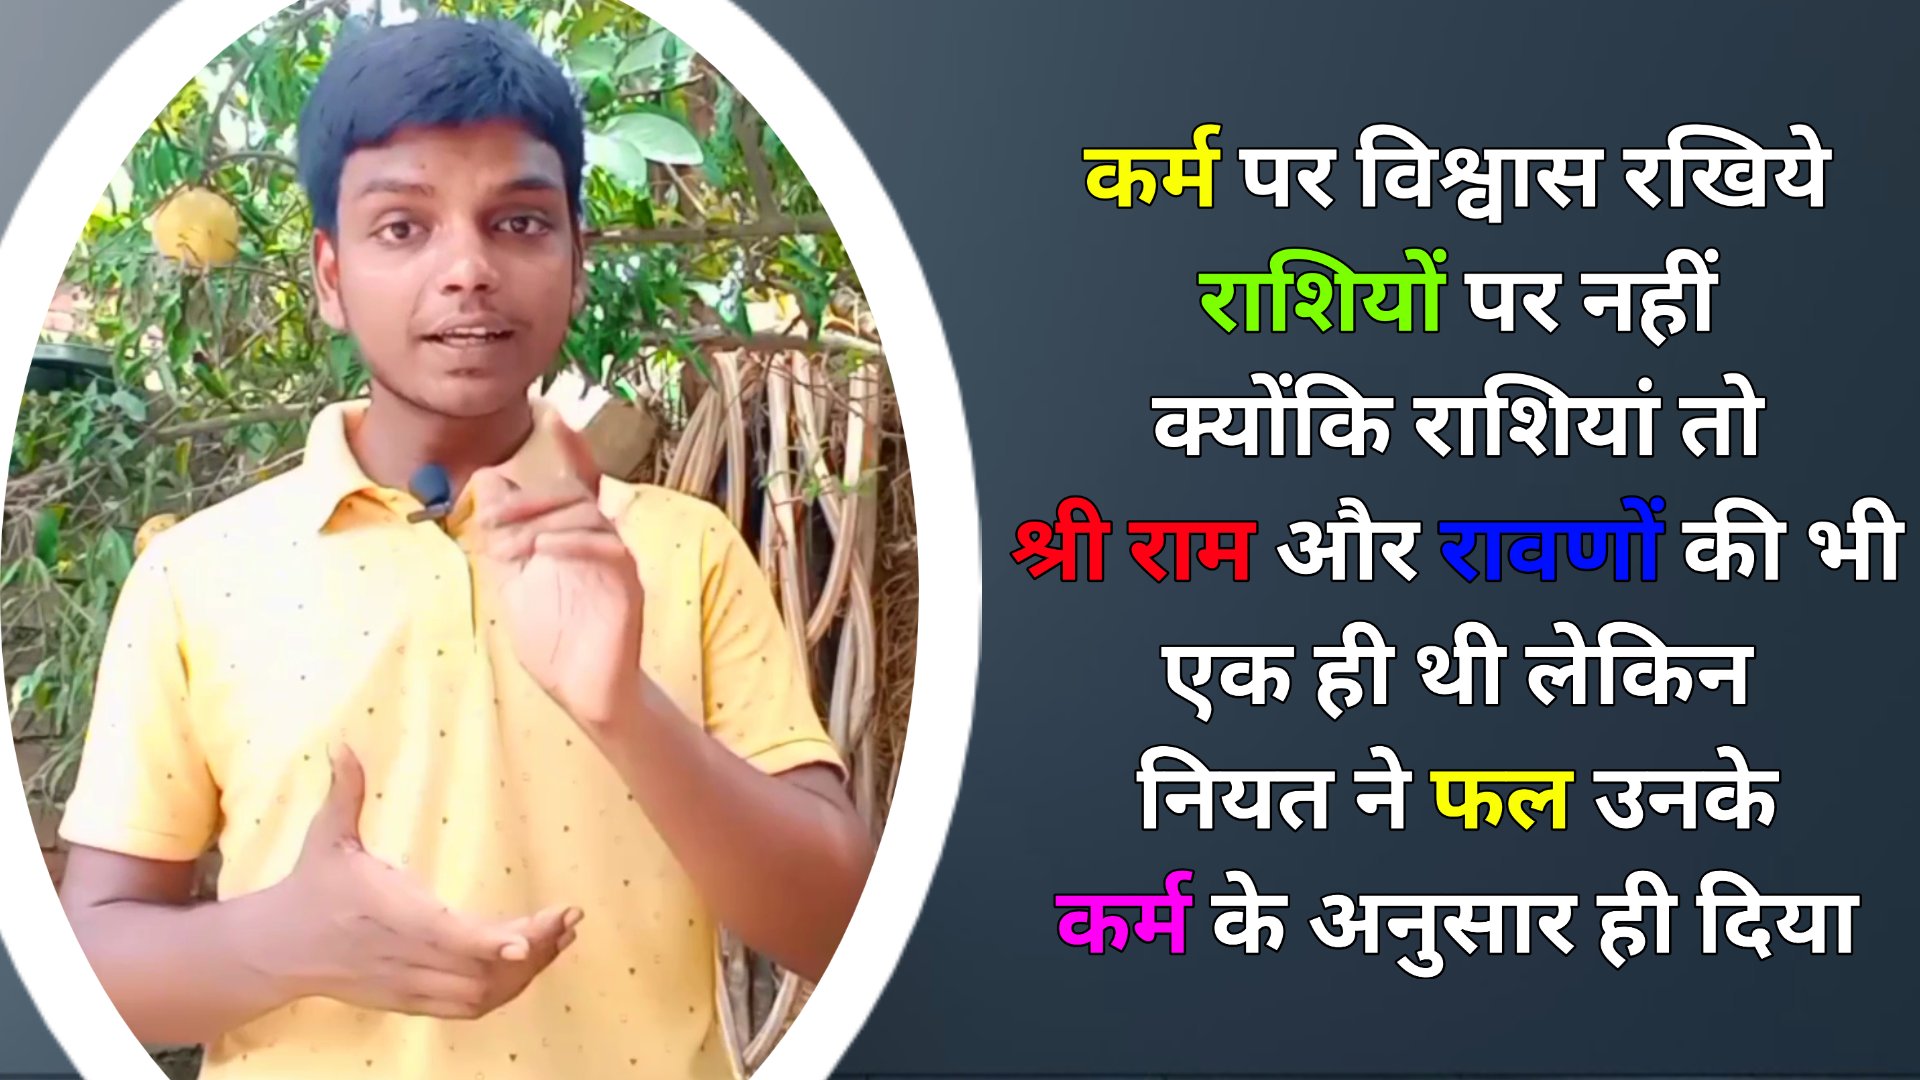 कर्म पर विश्वास रखिये
राशियों पर नहीं
क्योंकि राशियां तो
श्री राम और रावणों की भी
एक ही थी लेकिन
नियत ने फल उनके
कर्म के अनुसार ही दिया